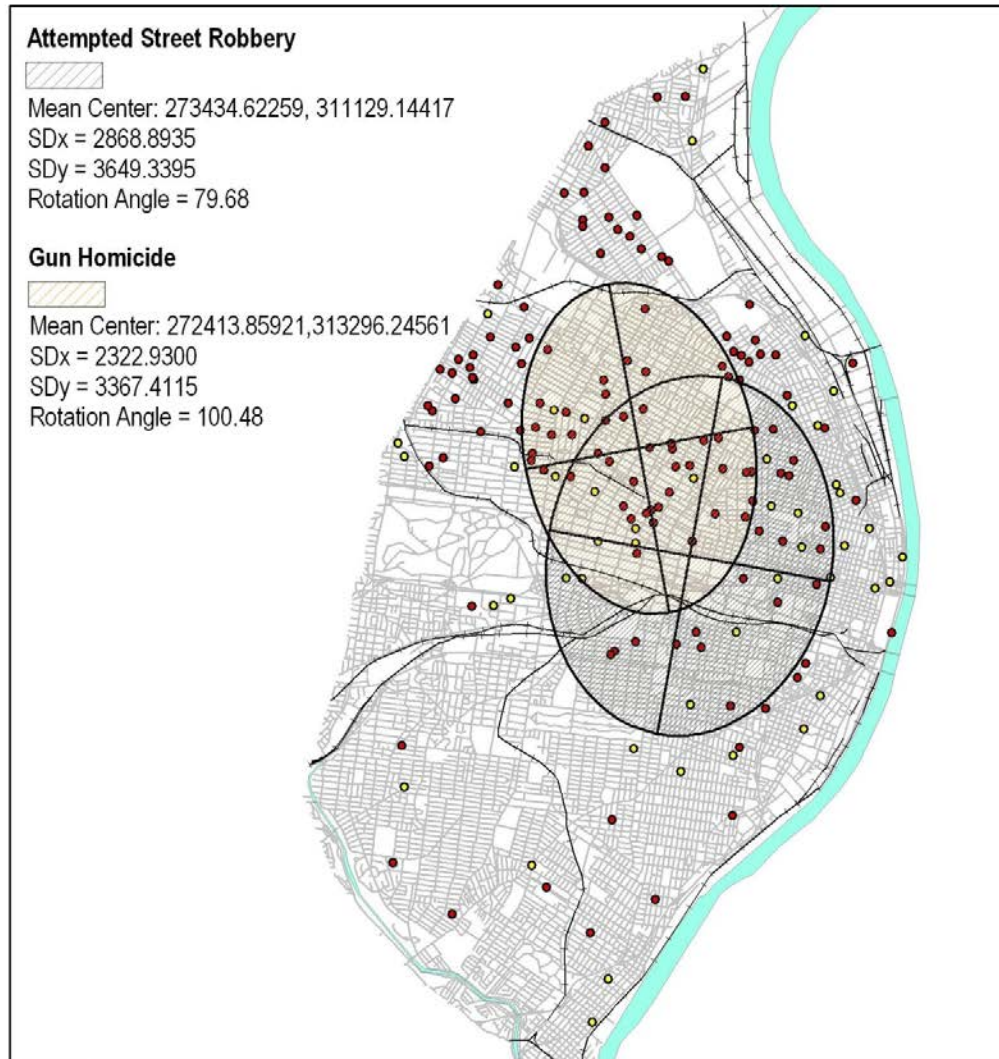 Attempted Street Robbery
Mean Center: 273434.62259, 311129.14417
SDx = 2868.8935
SDy = 3649.3395
Rotation Angle = 79.68
Gun Homicide
Mean Center: 272413.85921,313296.24561
SDx = 2322.9300
SDy = 3367.4115
Rotation Angle = 100.48